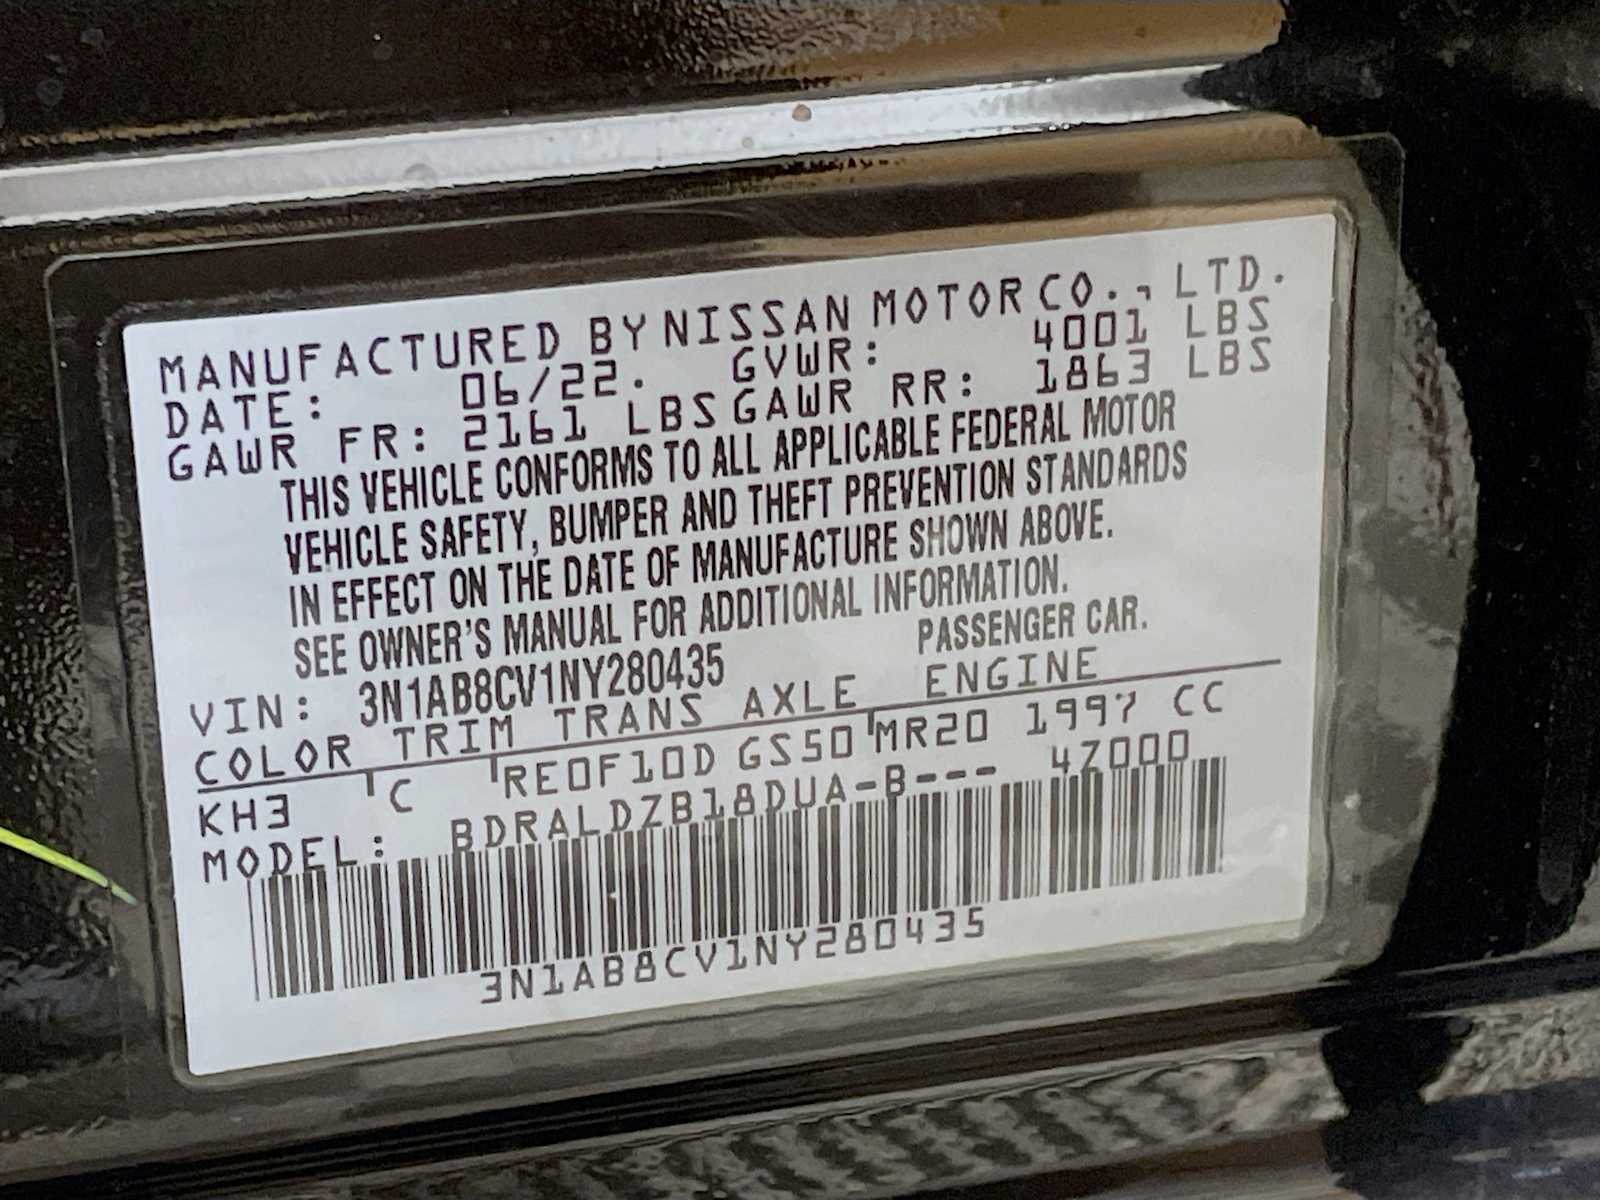 MANUFACTURED BY NISSAN MOTOR CO., LTD.
DATE: 06/22. GVWR: 4001 LBS
GAWR FR: 2161 LBS GAWR RR: 1863 LBS
THIS VEHICLE CONFORMS TO ALL APPLICABLE FEDERAL MOTOR
VEHICLE SAFETY, BUMPER AND THEFT PREVENTION STANDARDS
IN EFFECT ON THE DATE OF MANUFACTURE SHOWN ABOVE.
SEE OWNER'S MANUAL FOR ADDITIONAL INFORMATION.
VIN: 3N1AB8CV1NY280435 PASSENGER CAR.
COLOR TRIM TRANS AXLE ENGINE
KH3 C RE0F10D GS50 MR20 1997 CC
MODEL: BDRALDZB18DUA-B--- 4Z000
3N1AB8CV1NY280435